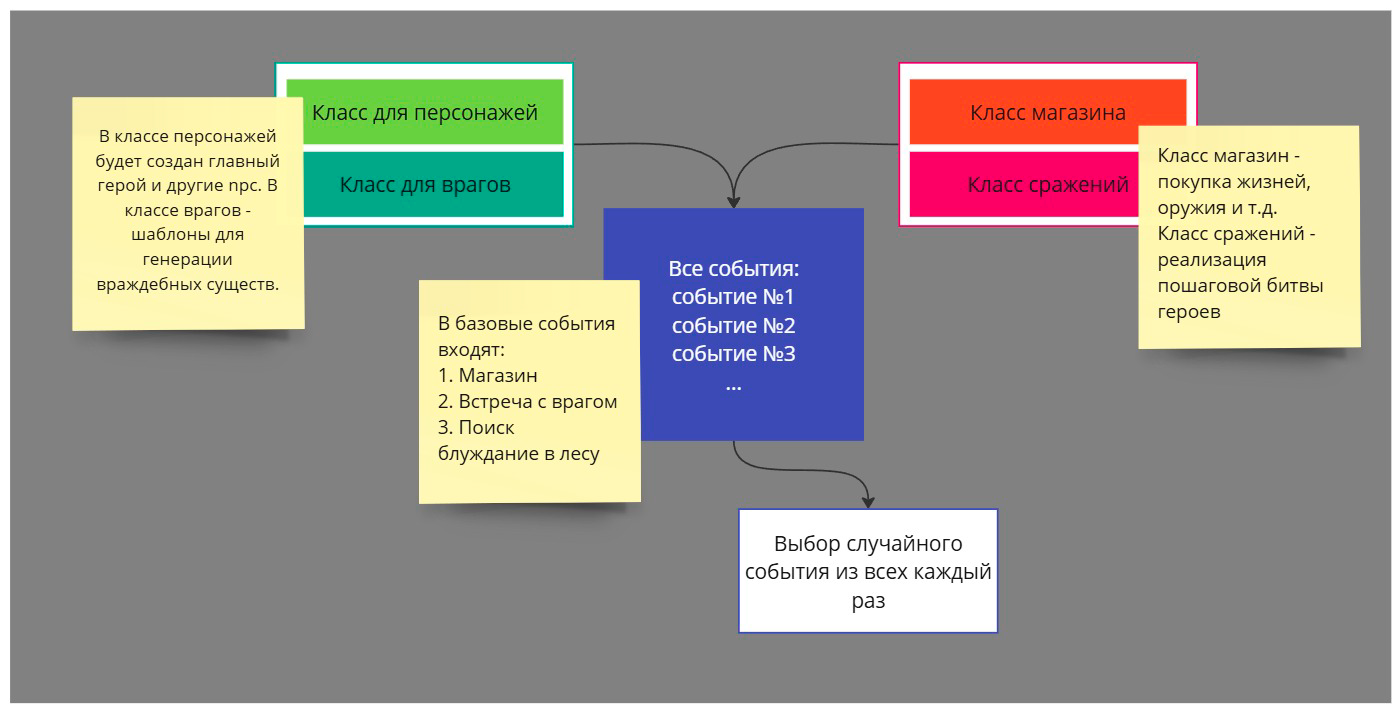 В классе персонажей
будет создан главный
герой и другие npc. В
классе врагов -
шаблоны для
генерации
враждебных существ.
Класс для персонажей
Класс для врагов
Класс магазина
Класс сражений
Класс магазин -
покупка жизней,
оружия и т.д.
Класс сражений -
реализация
пошаговой битвы
героев
В базовые события
входят:
1. Магазин
2. Встреча с врагом
3. Поиск
блуждание в лесу
Все события:
событие №1
событие №2
событие №3
...
Выбор случайного
события из всех каждый
раз